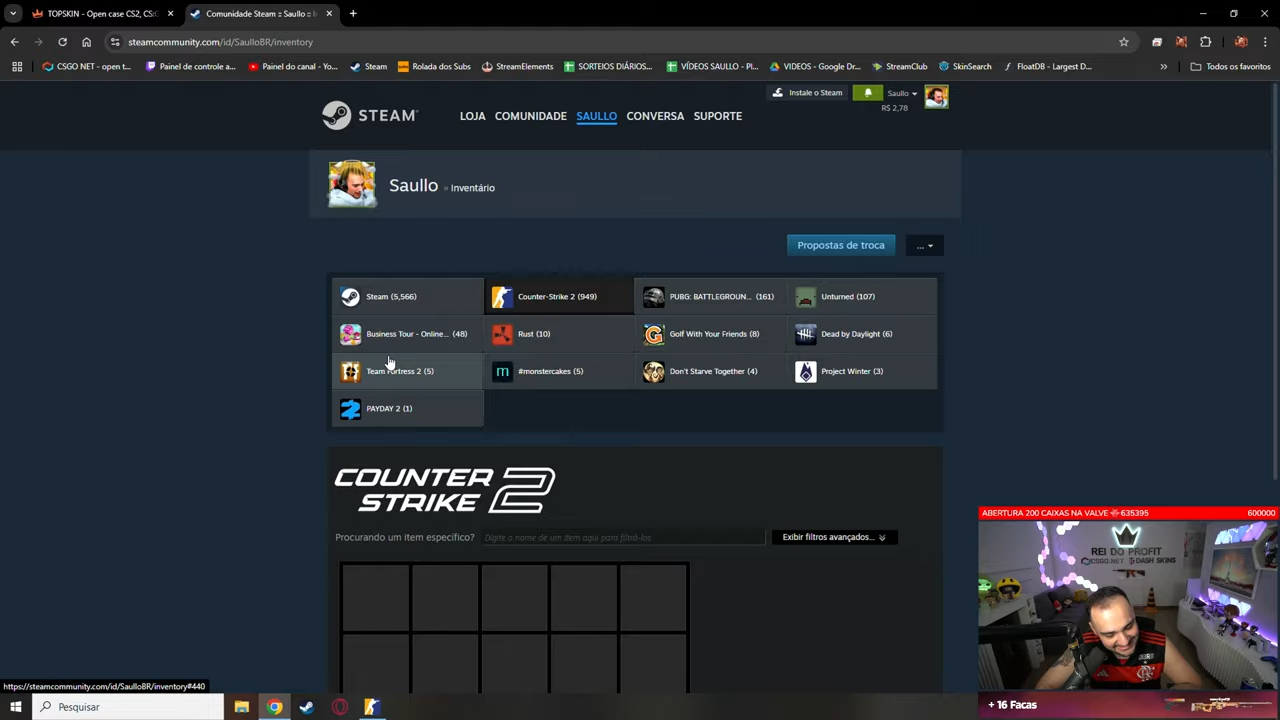 TOPSKIN - Open case CS2, CS:G
Comunidade Steam :: Saullo :: I
steamcommunity.com/id/SaulloBR/inventory
CSGO NET - open t...
Painel de controle a...
Painel do canal - Yo...
Steam
Rolada dos Subs
StreamElements
SORTEIOS DIÁRIOS...
VÍDEOS SAULLO - Pl...
VIDEOS - Google Dr...
StreamClub
SkinSearch
FloatDB - Largest D...
Todos os favoritos
Instale o Steam
Saullo
R$ 2,78
STEAM
LOJA
COMUNIDADE
SAULLO
CONVERSA
SUPORTE
Saullo » Inventário
Propostas de troca
...
Steam (5,566)
Counter-Strike 2 (949)
PUBG: BATTLEGROUN... (161)
Unturned (107)
Business Tour - Online... (48)
Rust (10)
Golf With Your Friends (8)
Dead by Daylight (6)
Team Fortress 2 (5)
#monstercakes (5)
Don't Starve Together (4)
Project Winter (3)
PAYDAY 2 (1)
COUNTER
STRIKE 2
Procurando um item específico?
Digite o nome de um item aqui para filtrá-los
Exibir filtros avançados...
ABERTURA 200 CAIXAS NA VALVE 635395
600000
REI DO PROFIT
CSGO.NET
DASH SKINS
https://steamcommunity.com/id/SaulloBR/inventory#440
Pesquisar
+ 16 Facas